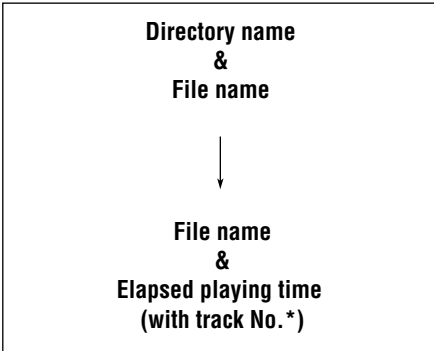 Directory name
&
File name
File name
&
Elapsed playing time
(with track No.*)